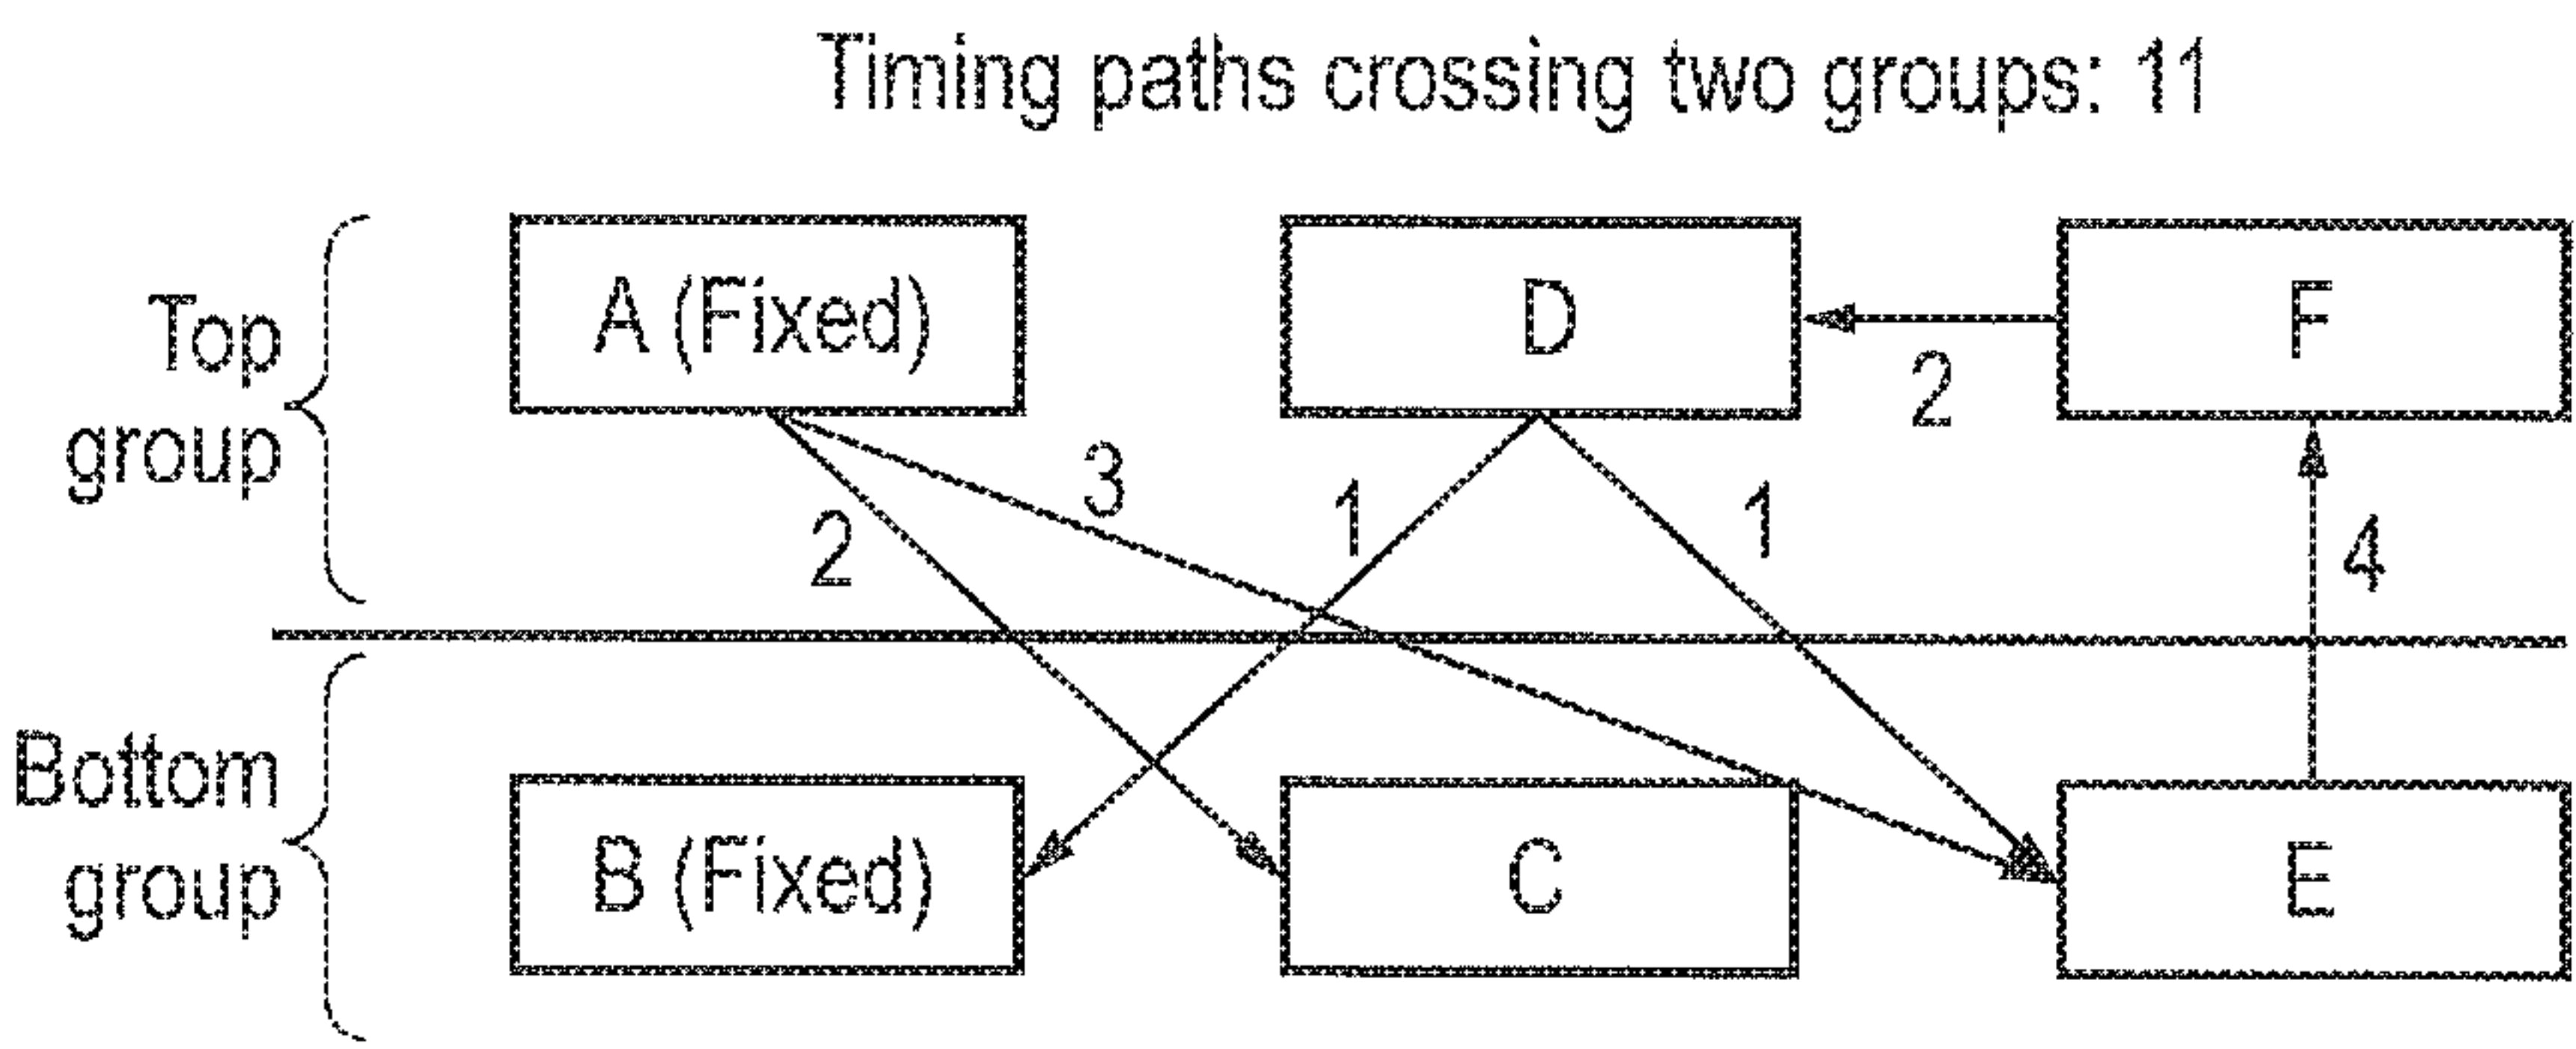 Timing paths crossing two groups: 11
Top
group
A (Fixed)
D
F
2
2
3
1
1
4
Bottom
group
B (Fixed)
C
E